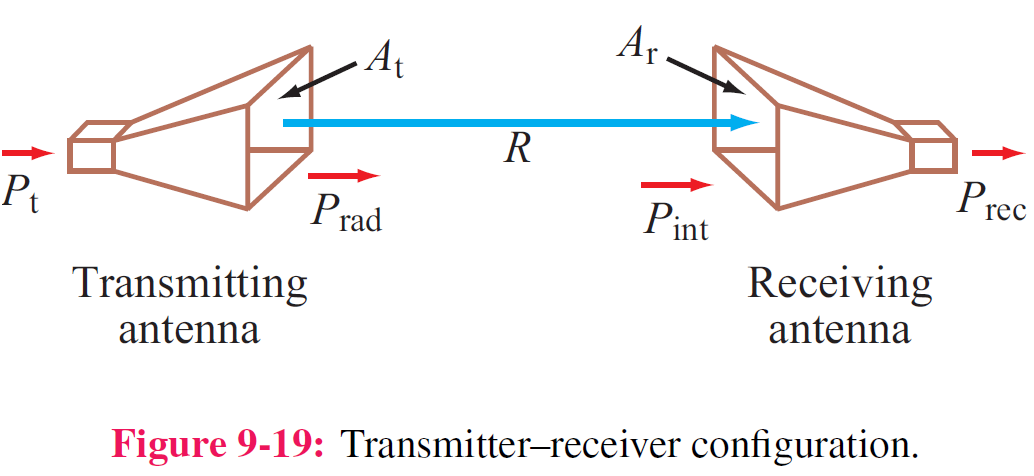 A_t
A_r
R
P_t
P_rad
P_int
P_rec
Transmitting
antenna
Receiving
antenna
Figure 9-19: Transmitter–receiver configuration.